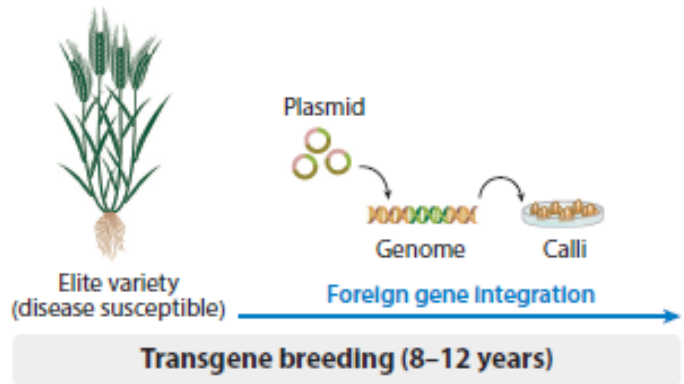 Plasmid
Genome
Calli
Elite variety
(disease susceptible)
Foreign gene integration
Transgene breeding (8–12 years)